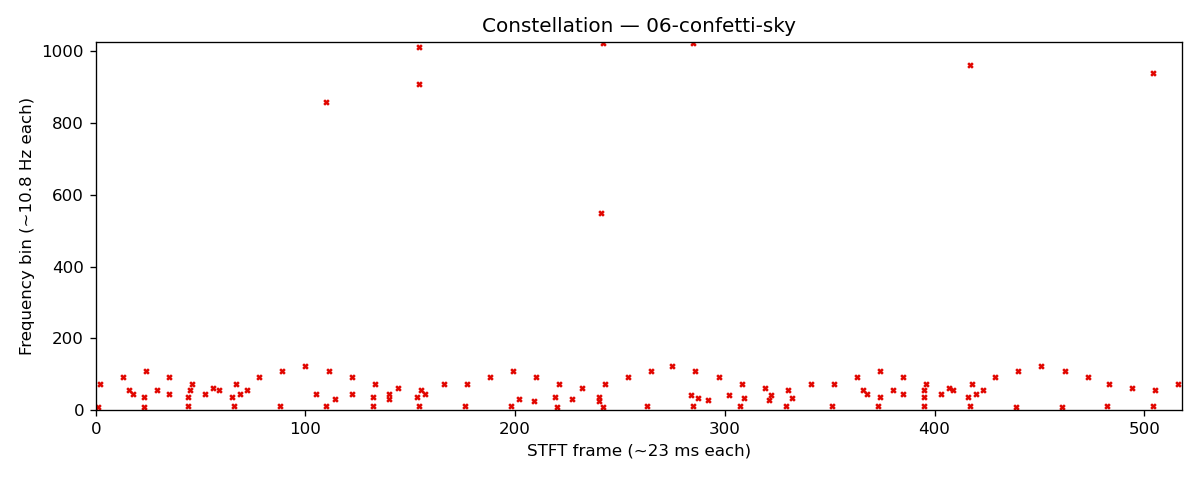 Constellation — 06-confetti-sky
Frequency bin (~10.8 Hz each)
1000
800
600
400
200
0
0 100 200 300 400 500
STFT frame (~23 ms each)